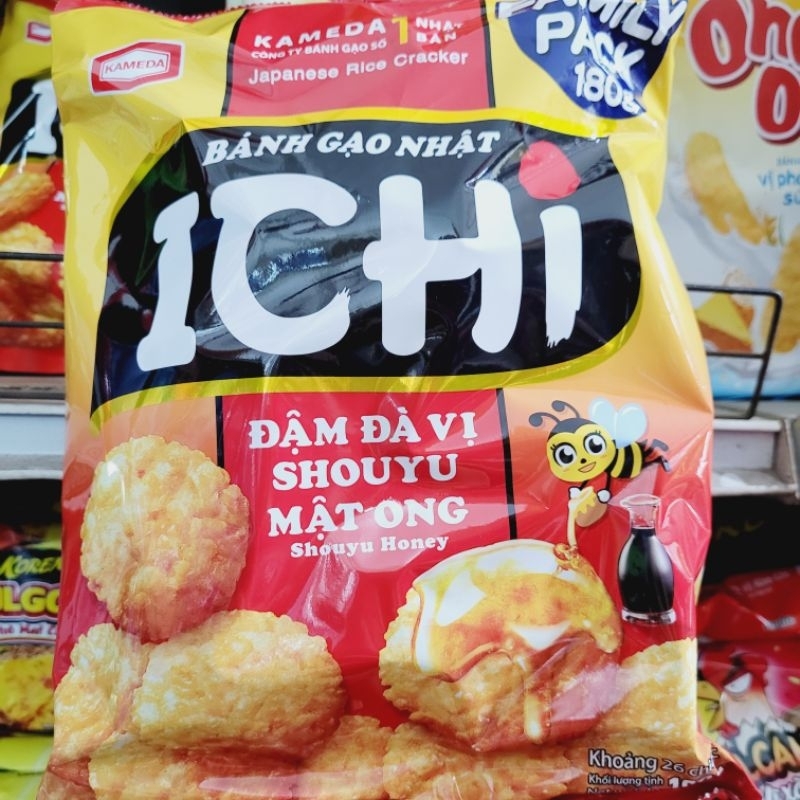 KAMEDA
KAMEDA 1 NHẬT BẢN
CÔNG TY BÁNH GẠO SỐ
Japanese Rice Cracker
FAMILY
PACK
180g
BÁNH GẠO NHẬT
ICHI
ĐẬM ĐÀ VỊ
SHOUYU
MẬT ONG
Shouyu Honey
Khoảng 26
Khối lượng tịnh